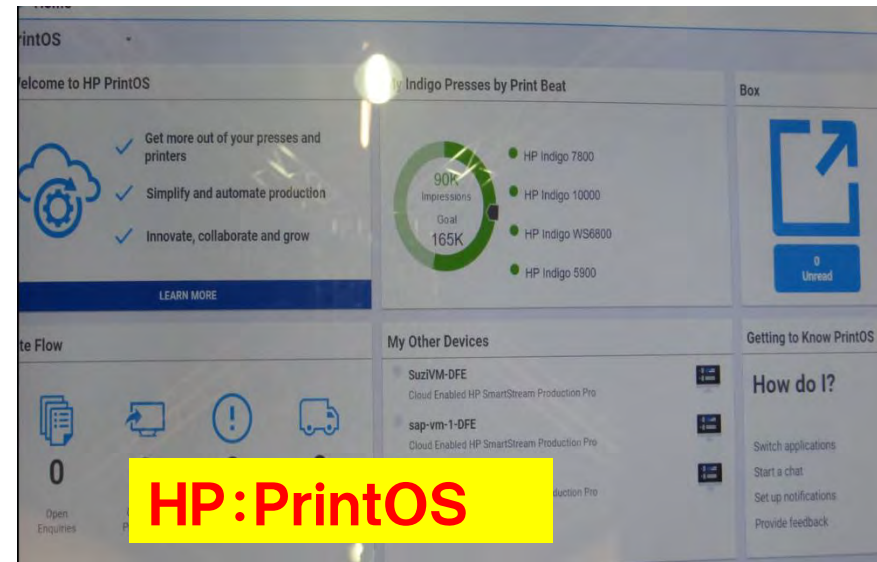 Home
rintOS
elcome to HP PrintOS
Get more out of your presses and
printers
Simplify and automate production
Innovate, collaborate and grow
LEARN MORE
y Indigo Presses by Print Beat
90K
Impressions
Goal
165K
HP Indigo 7800
HP Indigo 10000
HP Indigo WS6800
HP Indigo 5900
Box
0
Unread
te Flow
0
Open
Enquiries
My Other Devices
SuziVM-DFE
Cloud Enabled HP SmartStream Production Pro
sap-vm-1-DFE
Cloud Enabled HP SmartStream Production Pro
duction Pro
Getting to Know PrintOS
How do I?
Switch applications
Start a chat
Set up notifications
Provide feedback
HP:PrintOS